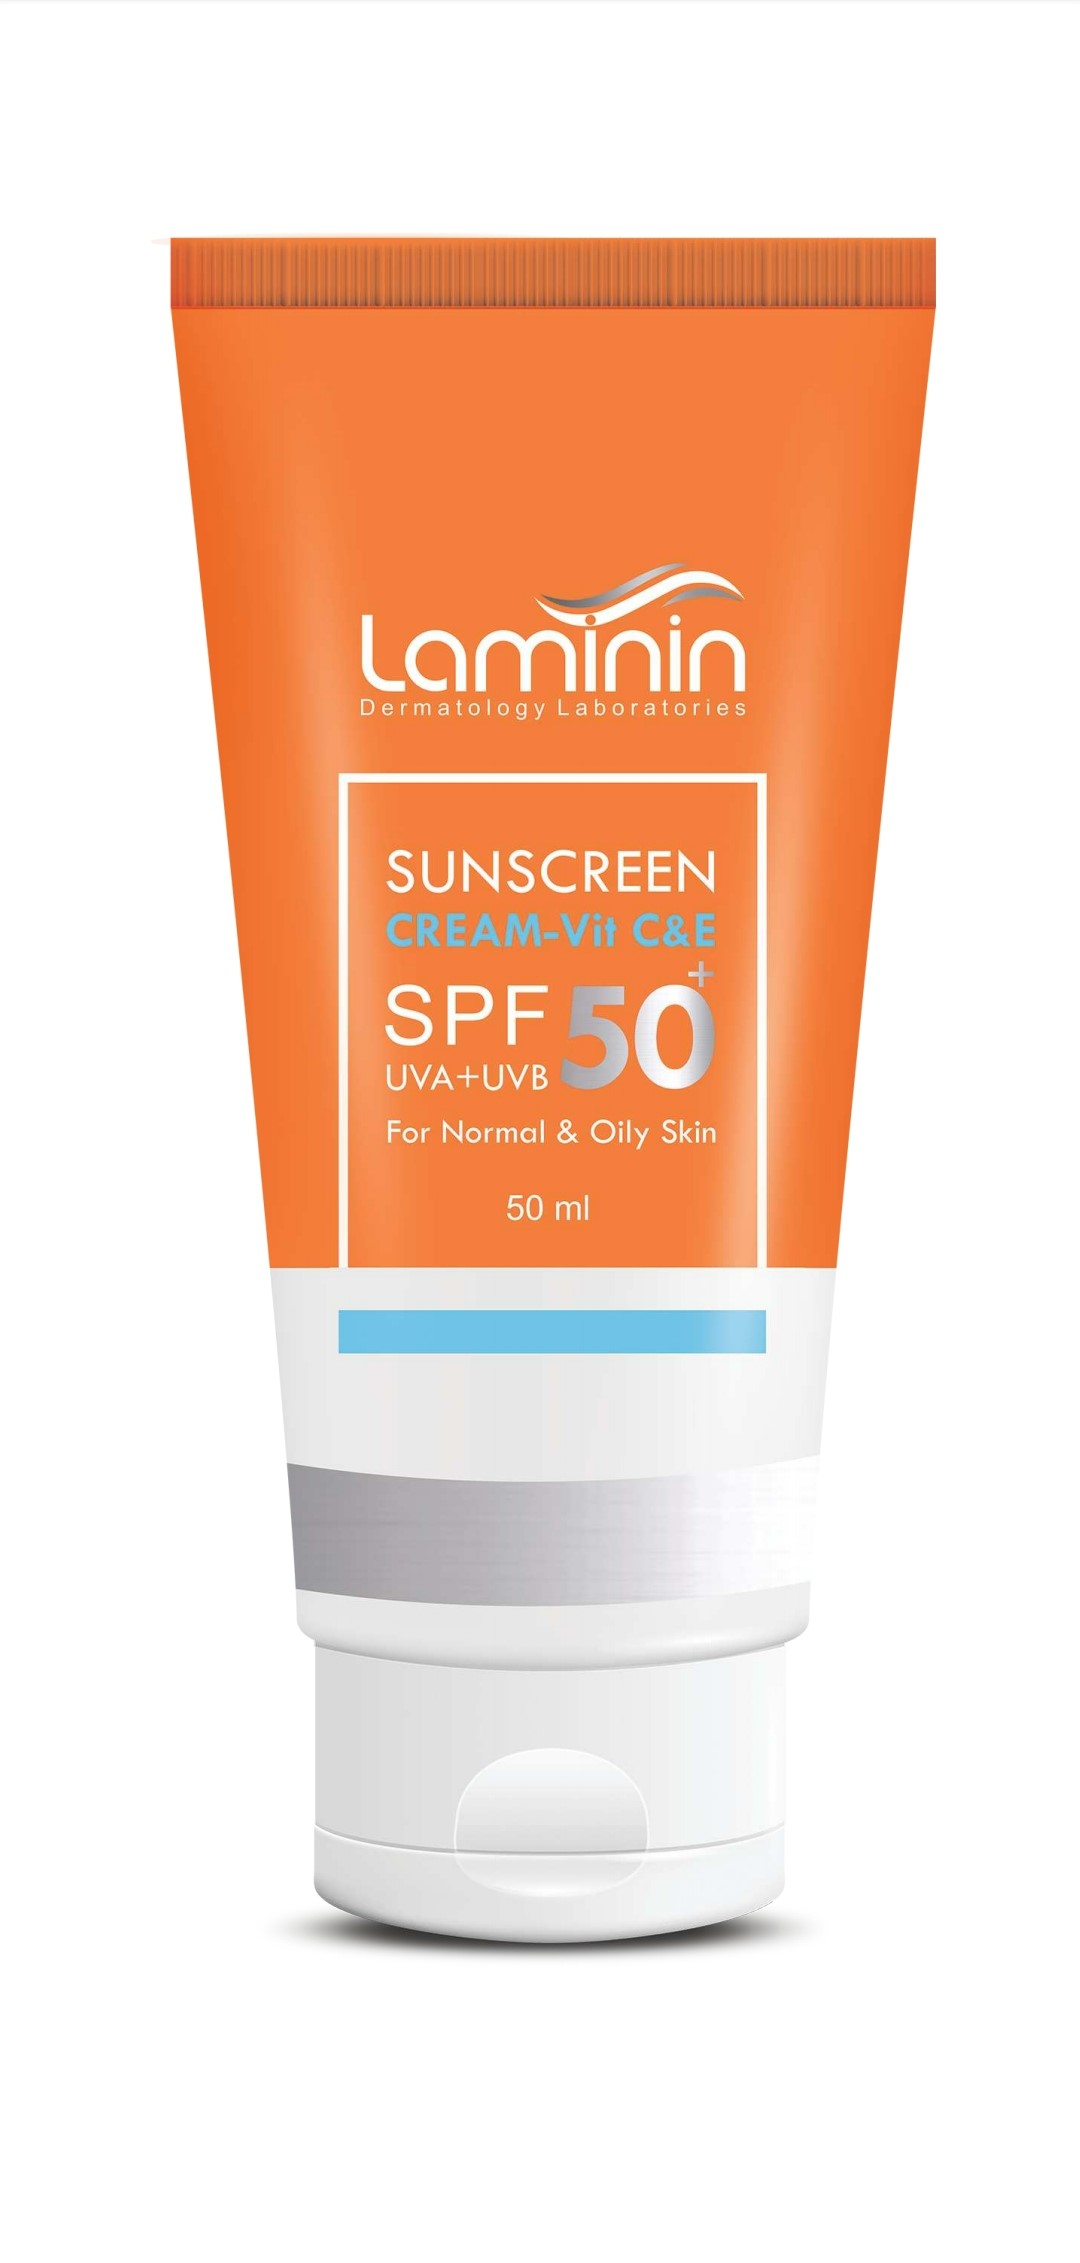 Laminin
Dermatology Laboratories
SUNSCREEN
CREAM-Vit C&E
SPF 50+
UVA+UVB
For Normal & Oily Skin
50 ml